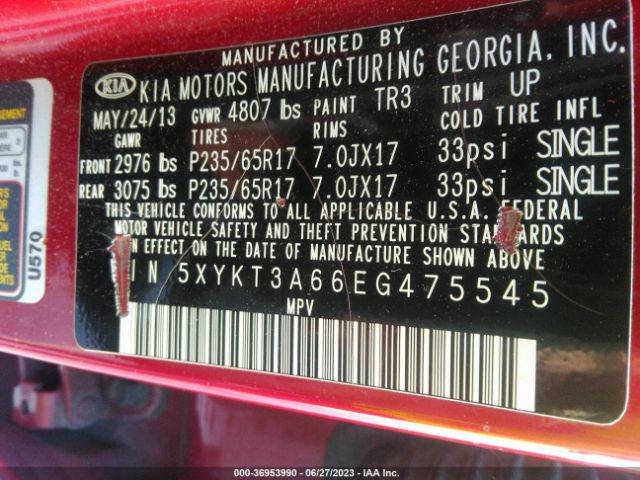 MANUFACTURED BY
KIA KIA MOTORS MANUFACTURING GEORGIA, INC.
MAY/24/13 GVWR 4807 lbs PAINT TR3 TRIM UP
GAWR TIRES RIMS COLD TIRE INFL
FRONT 2976 lbs P235/65R17 7.0JX17 33psi SINGLE
REAR 3075 lbs P235/65R17 7.0JX17 33psi SINGLE
THIS VEHICLE CONFORMS TO ALL APPLICABLE U.S.A. FEDERAL
MOTOR VEHICLE SAFETY AND THEFT PREVENTION STANDARDS
IN EFFECT ON THE DATE OF MANUFACTURE SHOWN ABOVE
IN 5XYKT3A66EG475545
MPV
U570
000-36953990 - 06/27/2023 - IAA Inc.